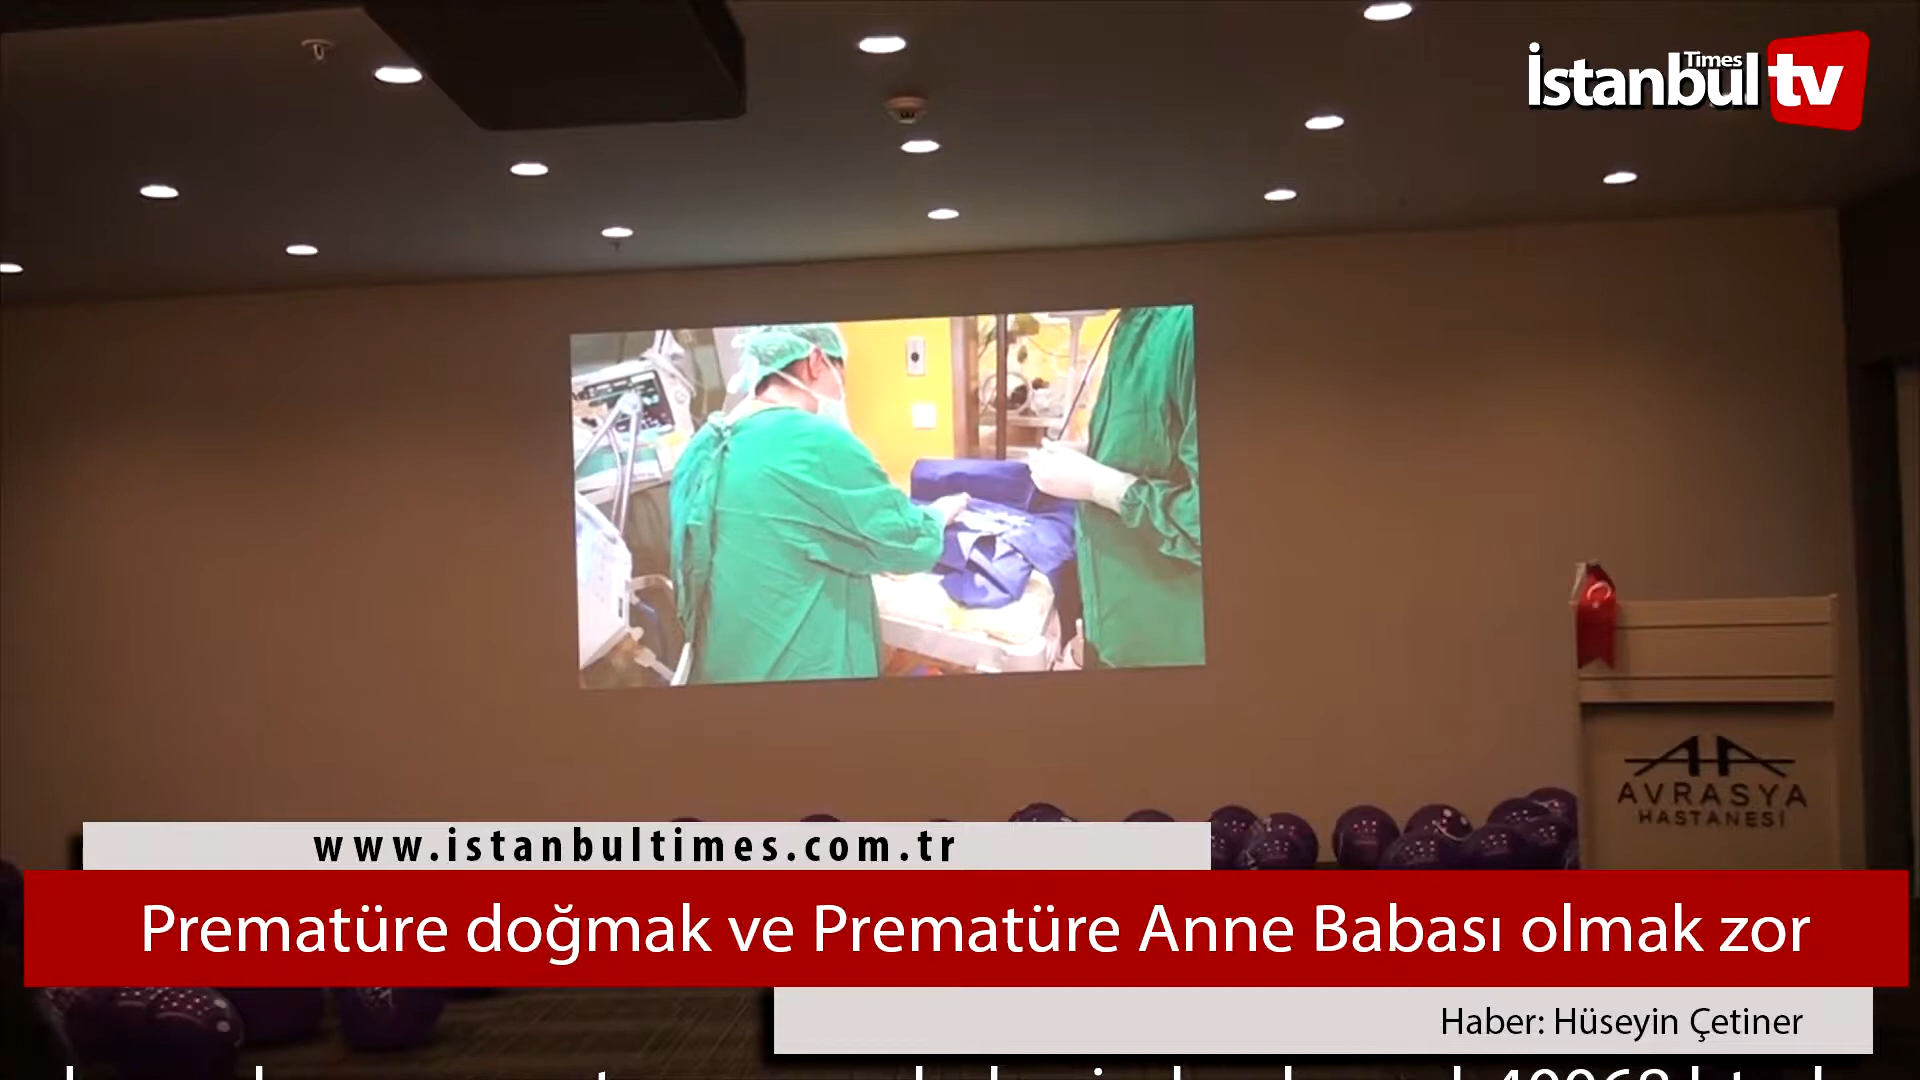 Times
İstanbul tv
AVRASYA
HASTANESİ
www.istanbultimes.com.tr
Prematüre doğmak ve Prematüre Anne Babası olmak zor
Haber: Hüseyin Çetiner